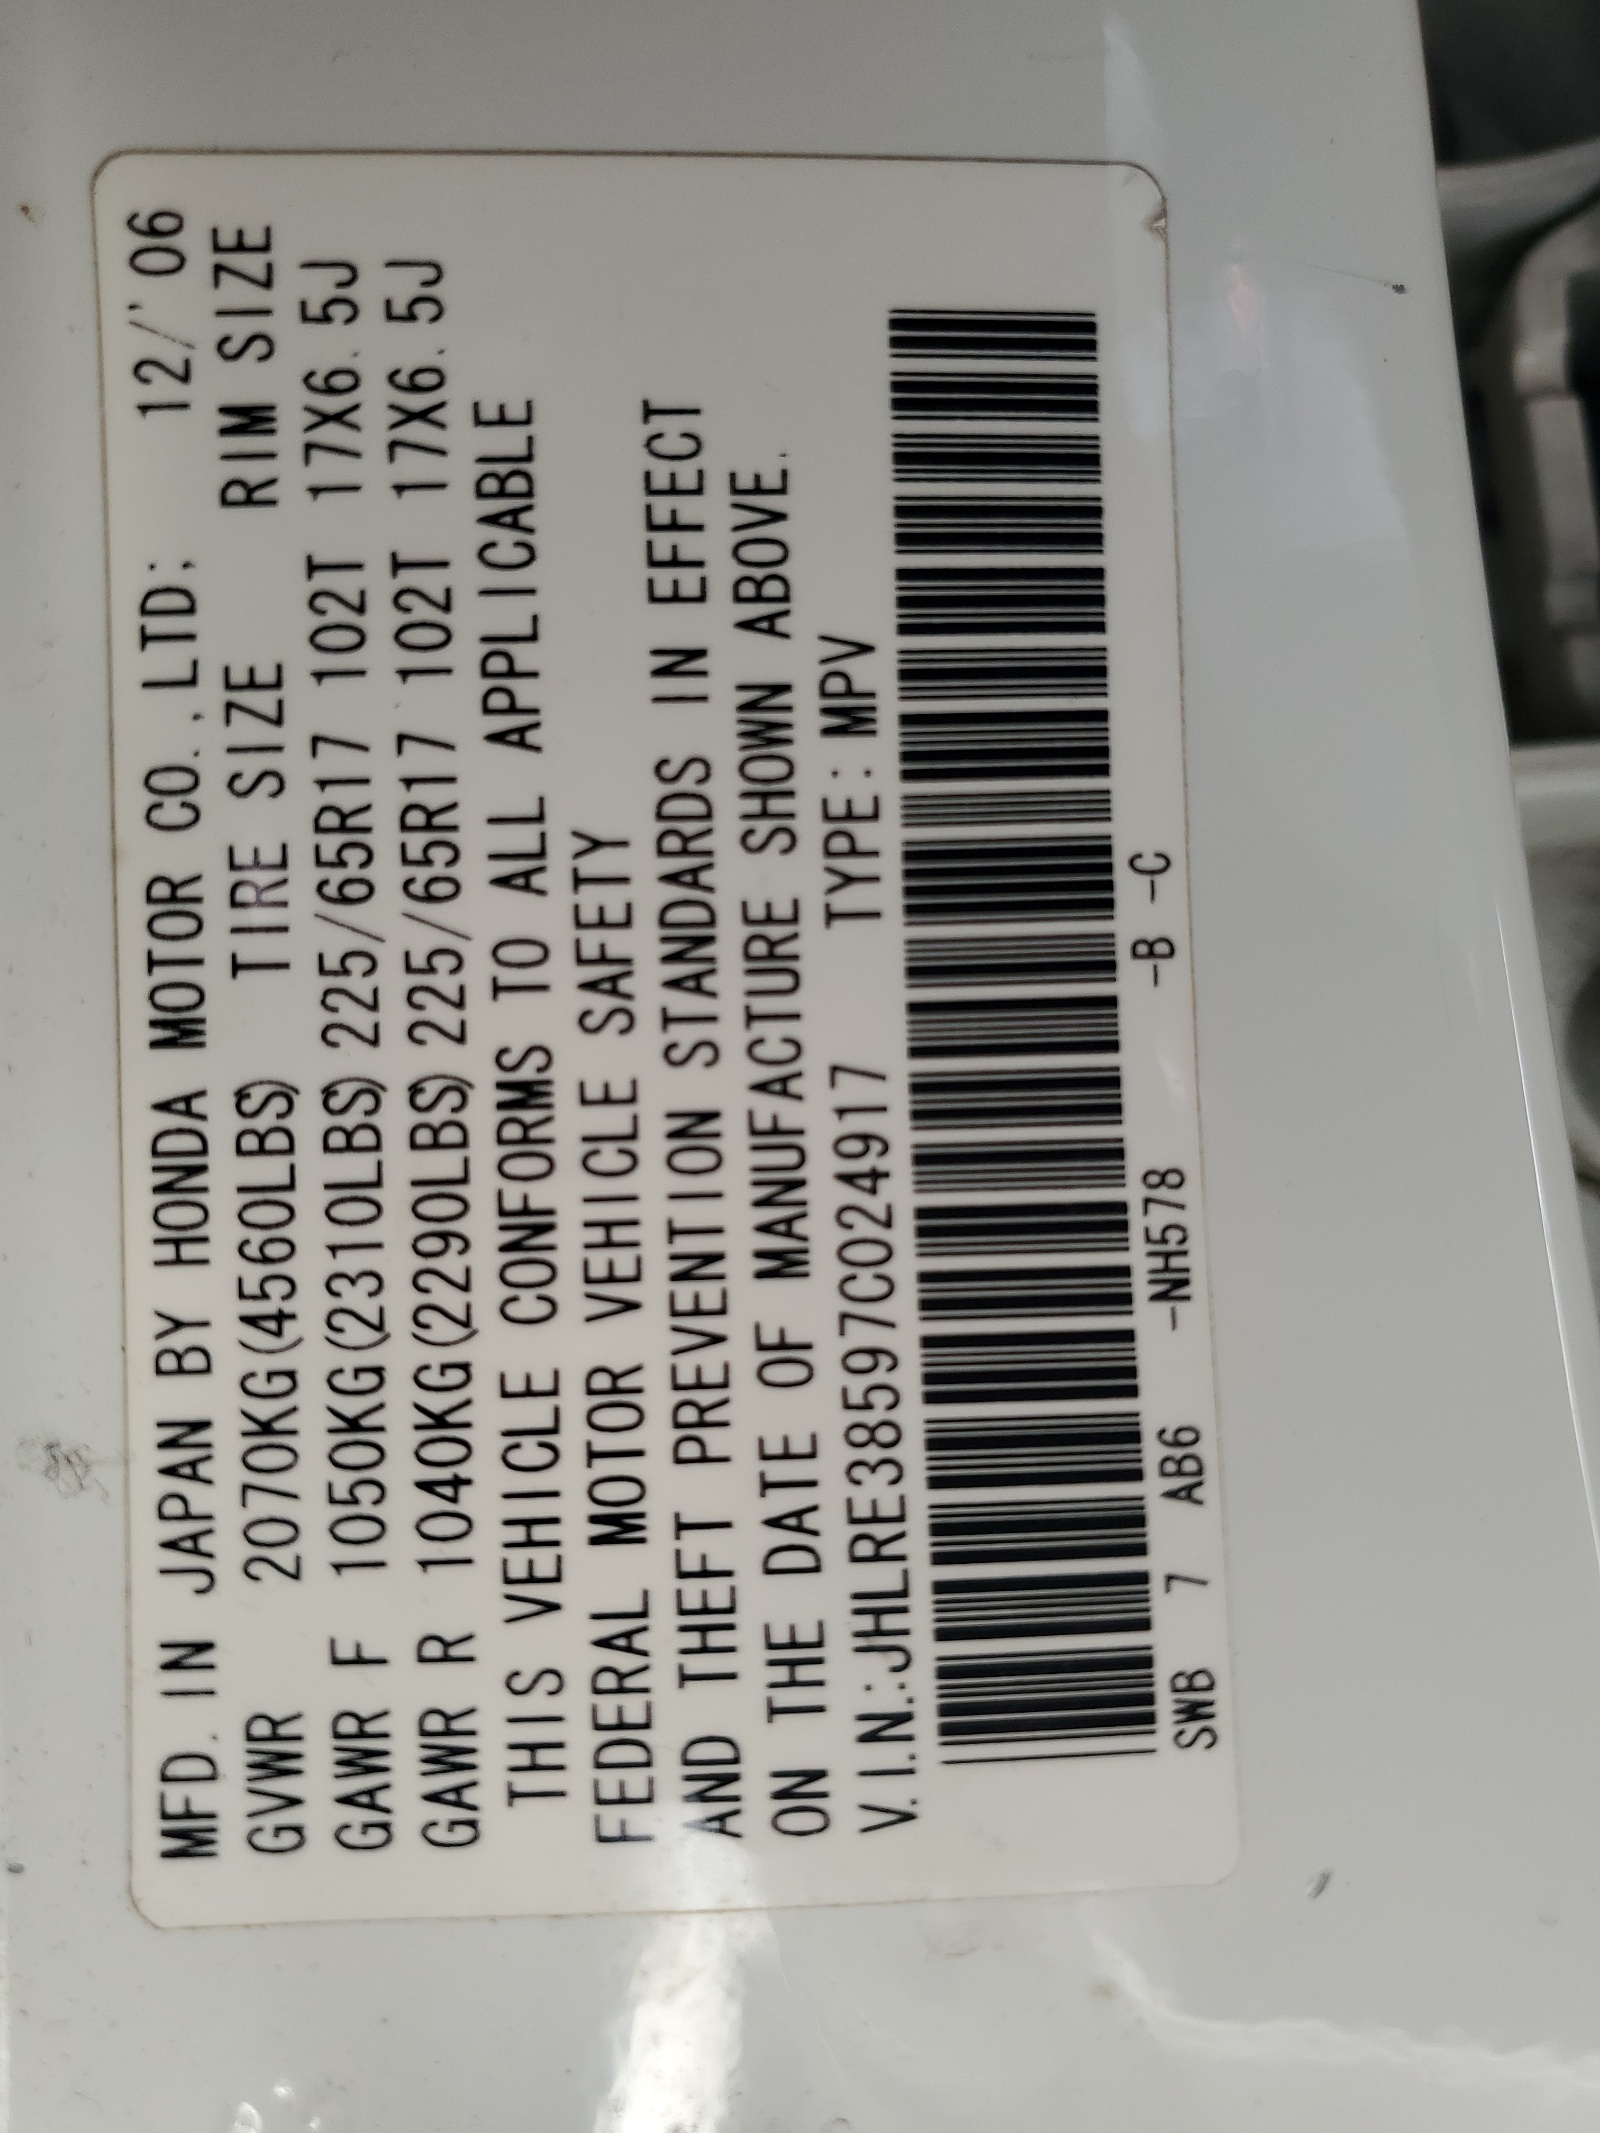 MFD. IN JAPAN BY HONDA MOTOR CO.,LTD; 12/'06
GVWR 2070KG(4560LBS) TIRE SIZE RIM SIZE
GAWR F 1050KG(2310LBS) 225/65R17 102T 17X6.5J
GAWR R 1040KG(2290LBS) 225/65R17 102T 17X6.5J
THIS VEHICLE CONFORMS TO ALL APPLICABLE
FEDERAL MOTOR VEHICLE SAFETY
AND THEFT PREVENTION STANDARDS IN EFFECT
ON THE DATE OF MANUFACTURE SHOWN ABOVE.
V.I.N.:JHLRE38597C024917 TYPE:MPV
SWB 7 AB6 -NH578 -B -C